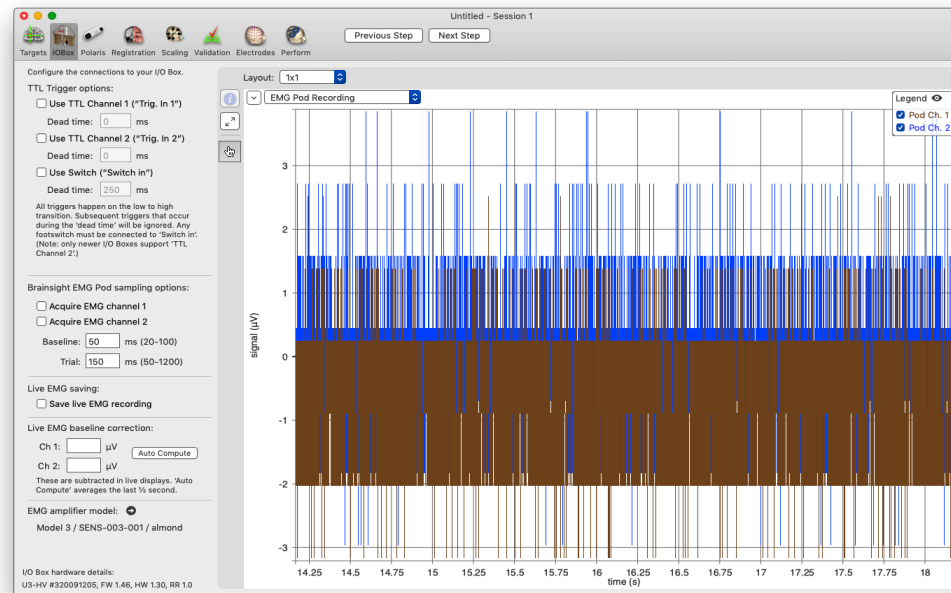 Untitled - Session 1
Targets IOBox Polaris Registration Scaling Validation Electrodes Perform
Previous Step Next Step
Configure the connections to your I/O Box.
TTL Trigger options:
Use TTL Channel 1 (“Trig. In 1”)
Dead time: 0 ms
Use TTL Channel 2 (“Trig. In 2”)
Dead time: 0 ms
Use Switch (“Switch in”)
Dead time: 250 ms
All triggers happen on the low to high
transition. Subsequent triggers that occur
during the 'dead time' will be ignored. Any
footswitch must be connected to 'Switch in'.
(Note: only newer I/O Boxes support 'TTL
Channel 2'.)
Brainsight EMG Pod sampling options:
Acquire EMG channel 1
Acquire EMG channel 2
Baseline: 50 ms (20-100)
Trial: 150 ms (50-1200)
Live EMG saving:
Save live EMG recording
Live EMG baseline correction:
Ch 1: µV
Auto Compute
Ch 2: µV
These are subtracted in live displays. 'Auto
Compute' averages the last ½ second.
EMG amplifier model:
Model 3 / SENS-003-001 / almond
I/O Box hardware details:
U3-HV #320091205, FW 1.46, HW 1.30, RR 1.0
Layout: 1x1
EMG Pod Recording
Legend
Pod Ch. 1
Pod Ch. 2
signal (µV)
3
2
1
0
-1
-2
-3
14.25 14.5 14.75 15 15.25 15.5 15.75 16 16.25 16.5 16.75 17 17.25 17.5 17.75 18
time (s)